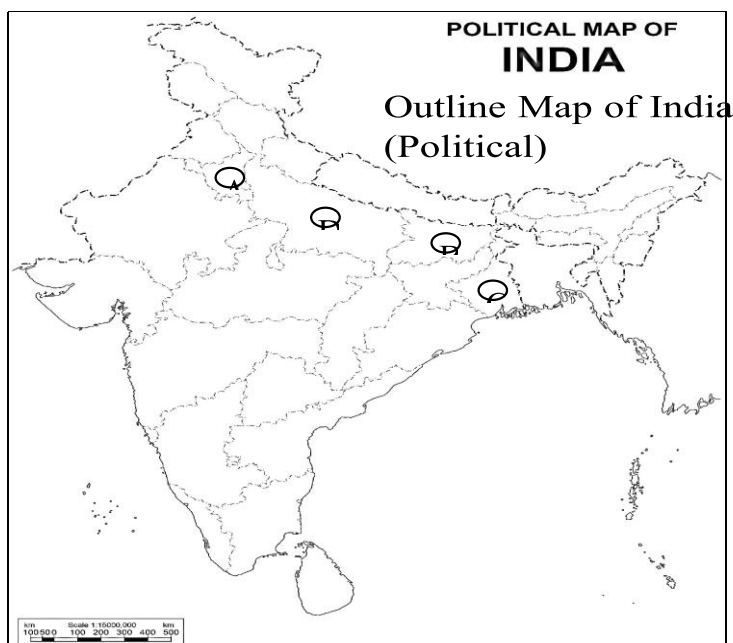 POLITICAL MAP OF
INDIA
Outline Map of India
(Political)
A
km Scale 1:15000,000 km
100 50 0 100 200 300 400 500